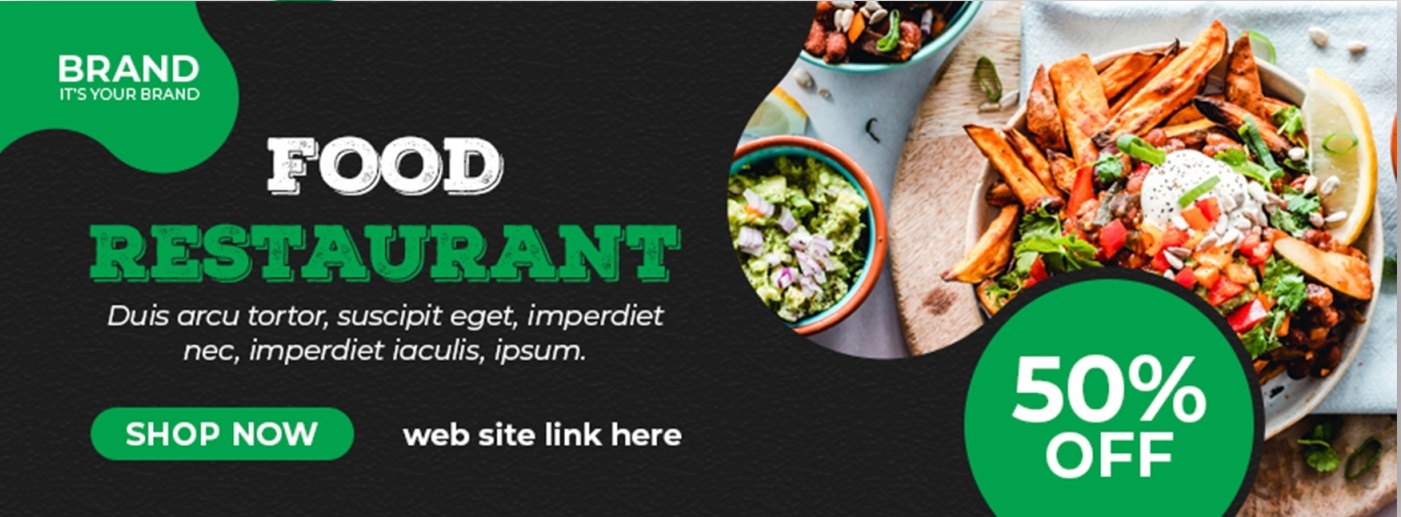 BRAND
IT'S YOUR BRAND
FOOD
RESTAURANT
Duis arcu tortor, suscipit eget, imperdiet
nec, imperdiet iaculis, ipsum.
SHOP NOW
web site link here
50%
OFF